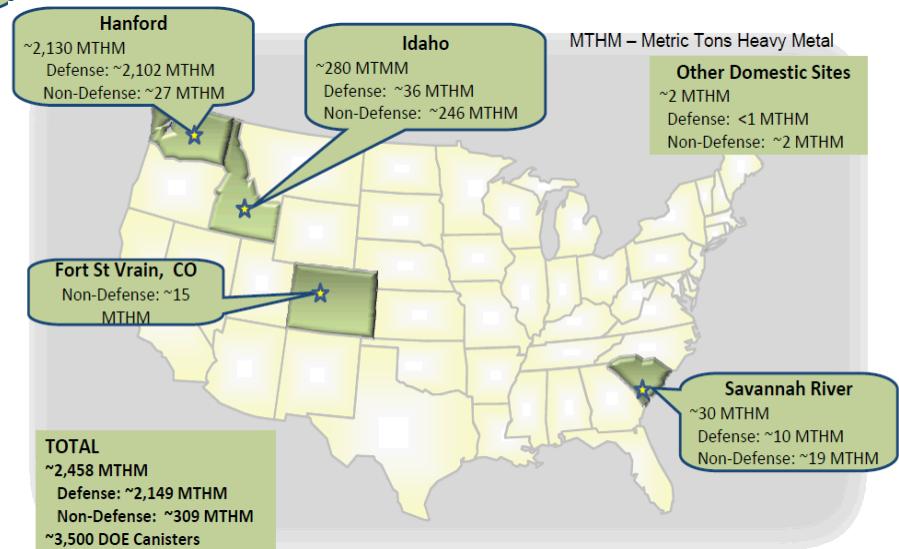 Hanford
~2,130 MTHM
Defense: ~2,102 MTHM
Non-Defense: ~27 MTHM
Idaho
~280 MTMM
Defense: ~36 MTHM
Non-Defense: ~246 MTHM
MTHM – Metric Tons Heavy Metal
Other Domestic Sites
~2 MTHM
Defense: <1 MTHM
Non-Defense: ~2 MTHM
Fort St Vrain, CO
Non-Defense: ~15
MTHM
Savannah River
~30 MTHM
Defense: ~10 MTHM
Non-Defense: ~19 MTHM
TOTAL
~2,458 MTHM
Defense: ~2,149 MTHM
Non-Defense: ~309 MTHM
~3,500 DOE Canisters